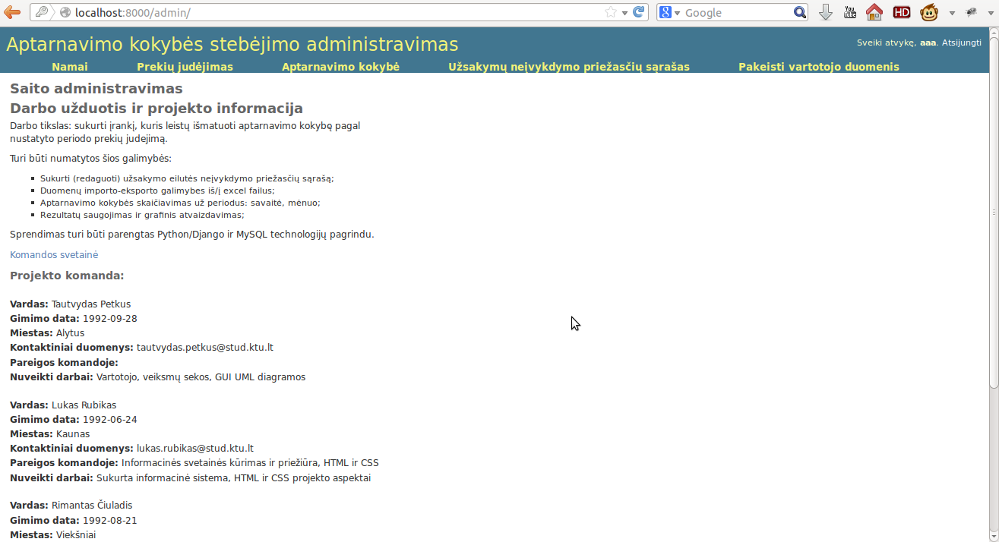 localhost:8000/admin/
8 Google
You Tube
HD
Aptarnavimo kokybės stebėjimo administravimas
Sveiki atvykę, aaa. Atsijungti
Namai Prekių judėjimas Aptarnavimo kokybė Užsakymų neįvykdymo priežasčių sąrašas Pakeisti vartotojo duomenis
Saito administravimas
Darbo užduotis ir projekto informacija
Darbo tikslas: sukurti įrankį, kuris leistų išmatuoti aptarnavimo kokybę pagal
nustatyto periodo prekių judejimą.
Turi būti numatytos šios galimybės:
Sukurti (redaguoti) užsakymo eilutės neįvykdymo priežasčių sąrašą;
Duomenų importo-eksporto galimybes iš/į excel failus;
Aptarnavimo kokybės skaičiavimas už periodus: savaitė, mėnuo;
Rezultatų saugojimas ir grafinis atvaizdavimas;
Sprendimas turi būti parengtas Python/Django ir MySQL technologijų pagrindu.
Komandos svetainė
Projekto komanda:
Vardas: Tautvydas Petkus
Gimimo data: 1992-09-28
Miestas: Alytus
Kontaktiniai duomenys: tautvydas.petkus@stud.ktu.lt
Pareigos komandoje:
Nuveikti darbai: Vartotojo, veiksmų sekos, GUI UML diagramos
Vardas: Lukas Rubikas
Gimimo data: 1992-06-24
Miestas: Kaunas
Kontaktiniai duomenys: lukas.rubikas@stud.ktu.lt
Pareigos komandoje: Informacinės svetainės kūrimas ir priežiūra, HTML ir CSS
Nuveikti darbai: Sukurta informacinė sistema, HTML ir CSS projekto aspektai
Vardas: Rimantas Čiuladis
Gimimo data: 1992-08-21
Miestas: Viekšniai